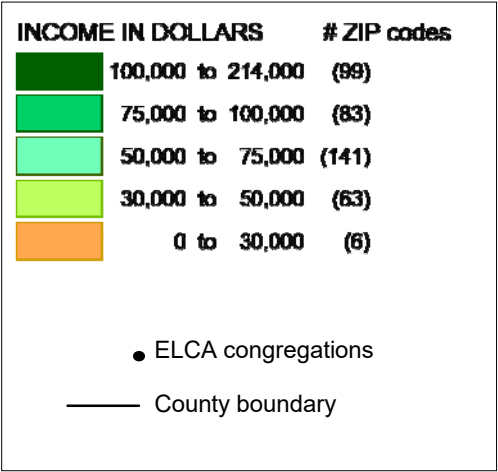 INCOME IN DOLLARS # ZIP codes
100,000 to 214,000 (99)
75,000 to 100,000 (83)
50,000 to 75,000 (141)
30,000 to 50,000 (63)
0 to 30,000 (6)
ELCA congregations
County boundary